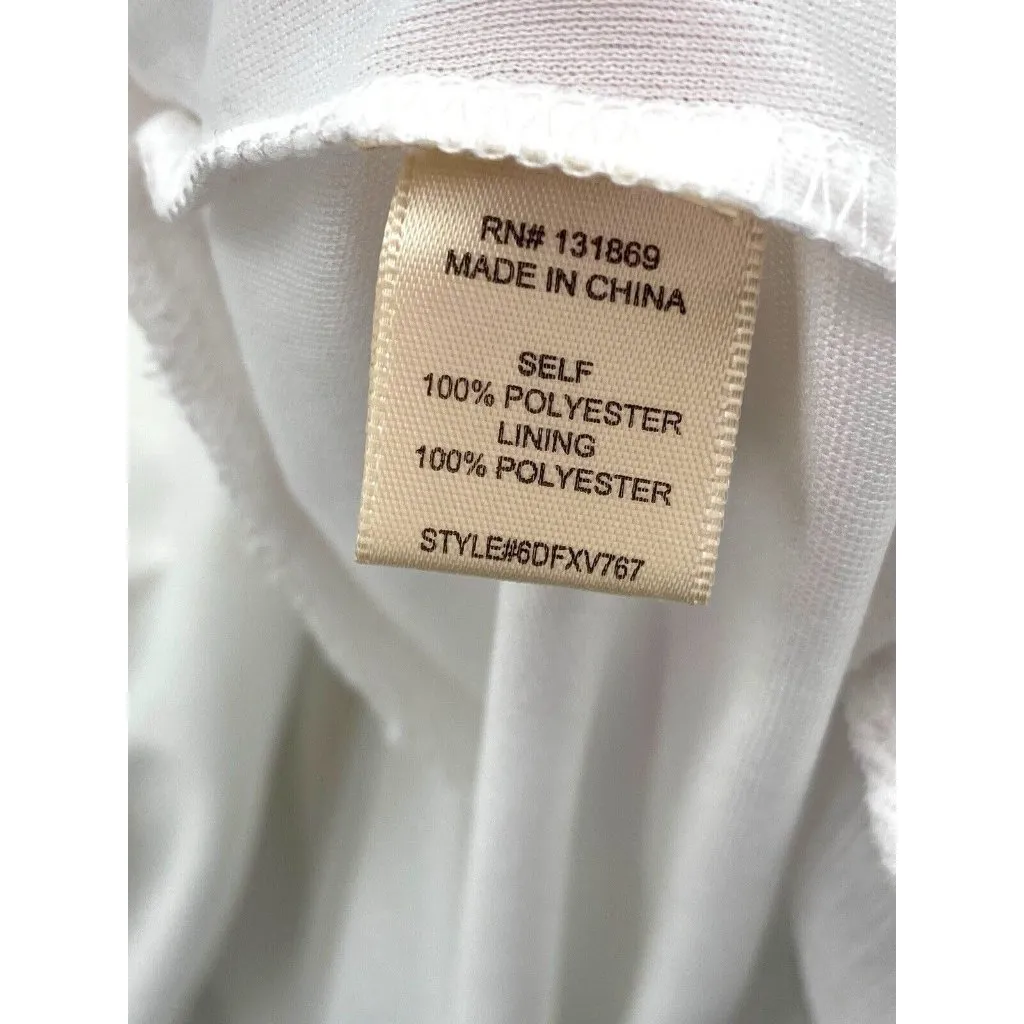 RN# 131869
MADE IN CHINA
SELF
100% POLYESTER
LINING
100% POLYESTER
STYLE#6DFXV767